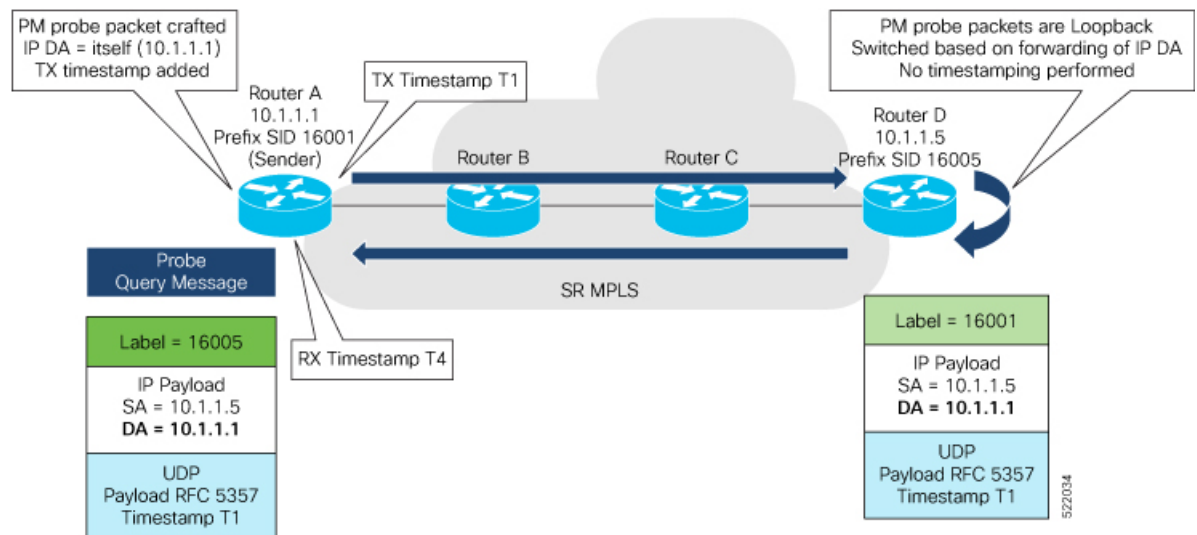 PM probe packet crafted
IP DA = itself (10.1.1.1)
TX timestamp added
TX Timestamp T1
PM probe packets are Loopback
Switched based on forwarding of IP DA
No timestamping performed
Router A
10.1.1.1
Prefix SID 16001
(Sender)
Router B
Router C
Router D
10.1.1.5
Prefix SID 16005
Probe
Query Message
SR MPLS
RX Timestamp T4
Label = 16005
IP Payload
SA = 10.1.1.5
DA = 10.1.1.1
UDP
Payload RFC 5357
Timestamp T1
Label = 16001
IP Payload
SA = 10.1.1.5
DA = 10.1.1.1
UDP
Payload RFC 5357
Timestamp T1
522034